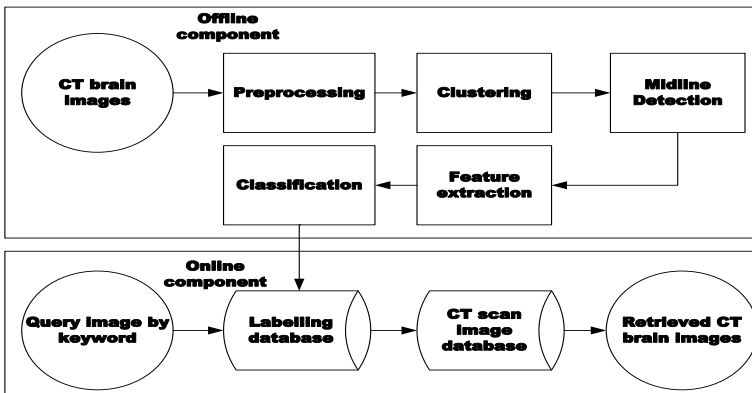 Offline
component
CT brain
images
Preprocessing
Clustering
Midline
Detection
Feature
extraction
Classification
Online
component
Query image by
keyword
Labelling
database
CT scan
image
database
Retrieved CT
brain images